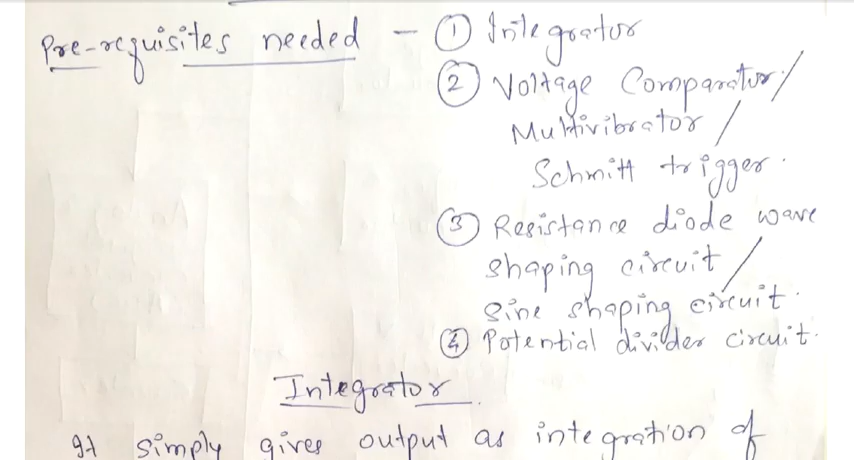 Pre-requisites needed - ① Integrator
② Voltage Comparator/
Multivibrator /
Schmitt trigger.
③ Resistance diode wave
shaping circuit /
Sine shaping circuit.
④ Potential divider circuit.
Integrator
It simply gives output as integration of